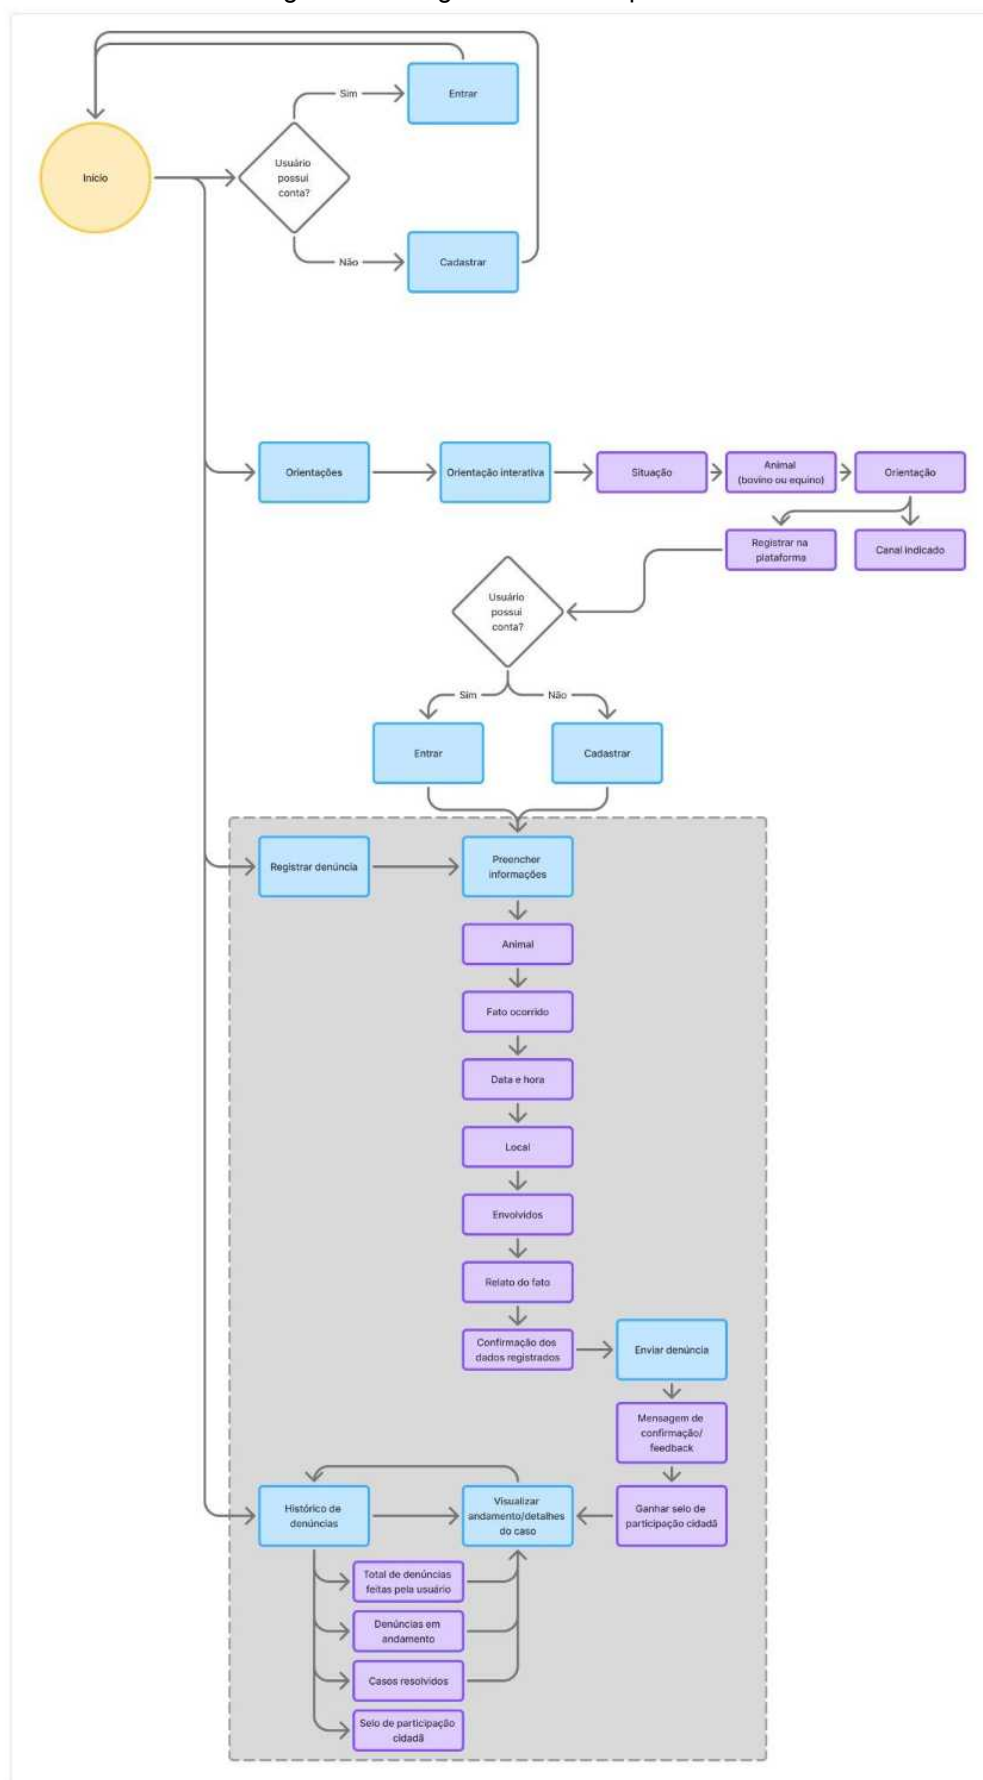 Sim
Entrar
Início
Usuário
possui
conta?
Não
Cadastrar
Orientações
Orientação interativa
Situação
Animal
(bovino ou equino)
Orientação
Registrar na
plataforma
Canal indicado
Usuário
possui
conta?
Sim
Não
Entrar
Cadastrar
Registrar denúncia
Preencher
informações
Animal
Fato ocorrido
Data e hora
Local
Envolvidos
Relato do fato
Confirmação dos
dados registrados
Enviar denúncia
Mensagem de
confirmação/
feedback
Histórico de
denúncias
Visualizar
andamento/detalhes
do caso
Ganhar selo de
participação cidadã
Total de denúncias
feitas pela usuário
Denúncias em
andamento
Casos resolvidos
Selo de participação
cidadã